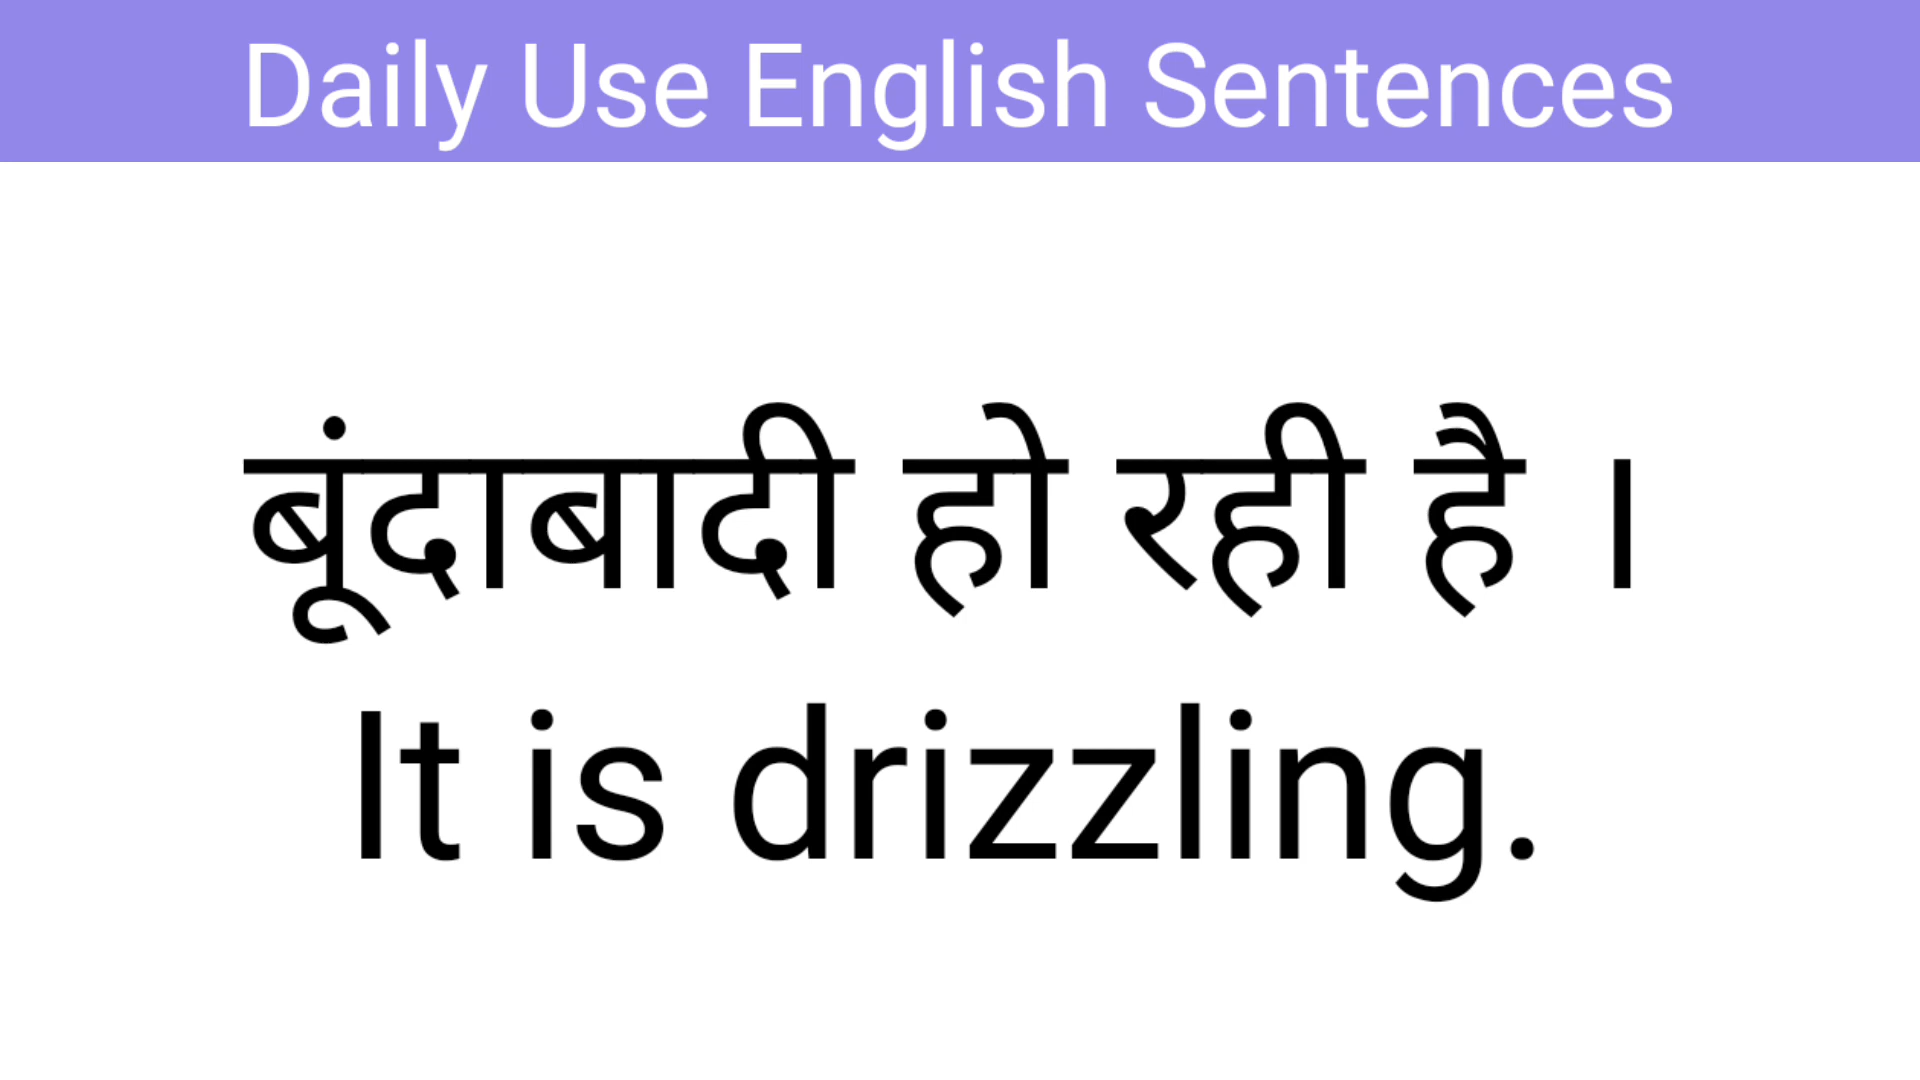 Daily Use English Sentences
बूंदाबादी हो रही है ।
It is drizzling.